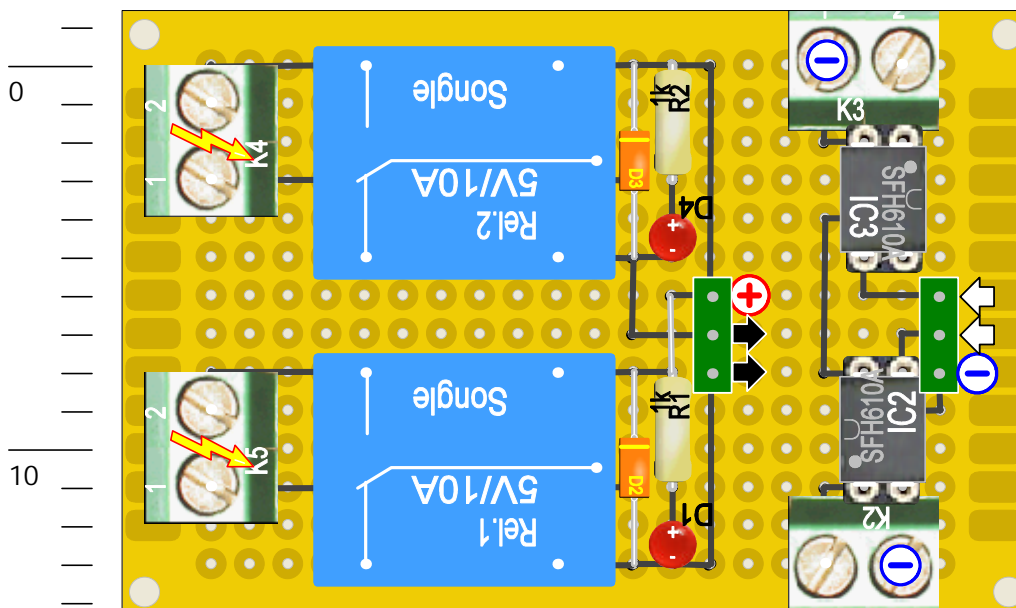 0
10
2
K4
1
Songle
5V/10A
Rel.2
1k
R2
D3
D4
+
-
1
2
K3
IC3
SFH610A
2
K5
1
Songle
5V/10A
Rel.1
1k
R1
D2
D1
+
-
SFH610A
IC2
K2